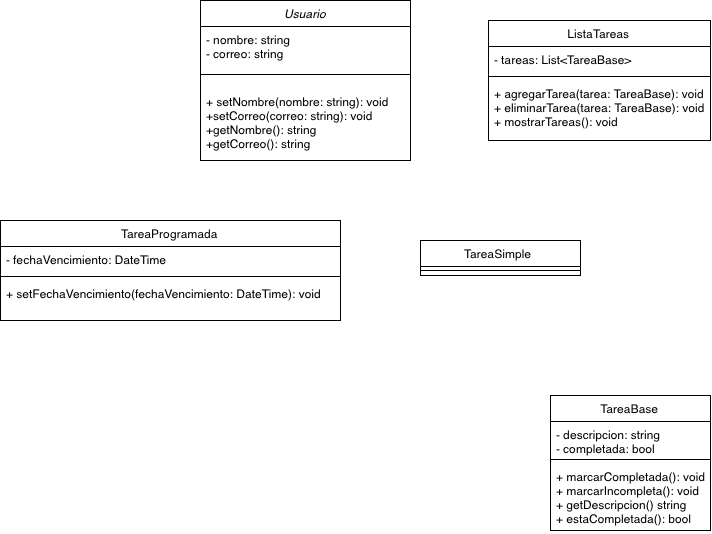 Usuario
- nombre: string
- correo: string
+ setNombre(nombre: string): void
+setCorreo(correo: string): void
+getNombre(): string
+getCorreo(): string
ListaTareas
- tareas: List<TareaBase>
+ agregarTarea(tarea: TareaBase): void
+ eliminarTarea(tarea: TareaBase): void
+ mostrarTareas(): void
TareaProgramada
- fechaVencimiento: DateTime
+ setFechaVencimiento(fechaVencimiento: DateTime): void
TareaSimple
TareaBase
- descripcion: string
- completada: bool
+ marcarCompletada(): void
+ marcarIncompleta(): void
+ getDescripcion() string
+ estaCompletada(): bool